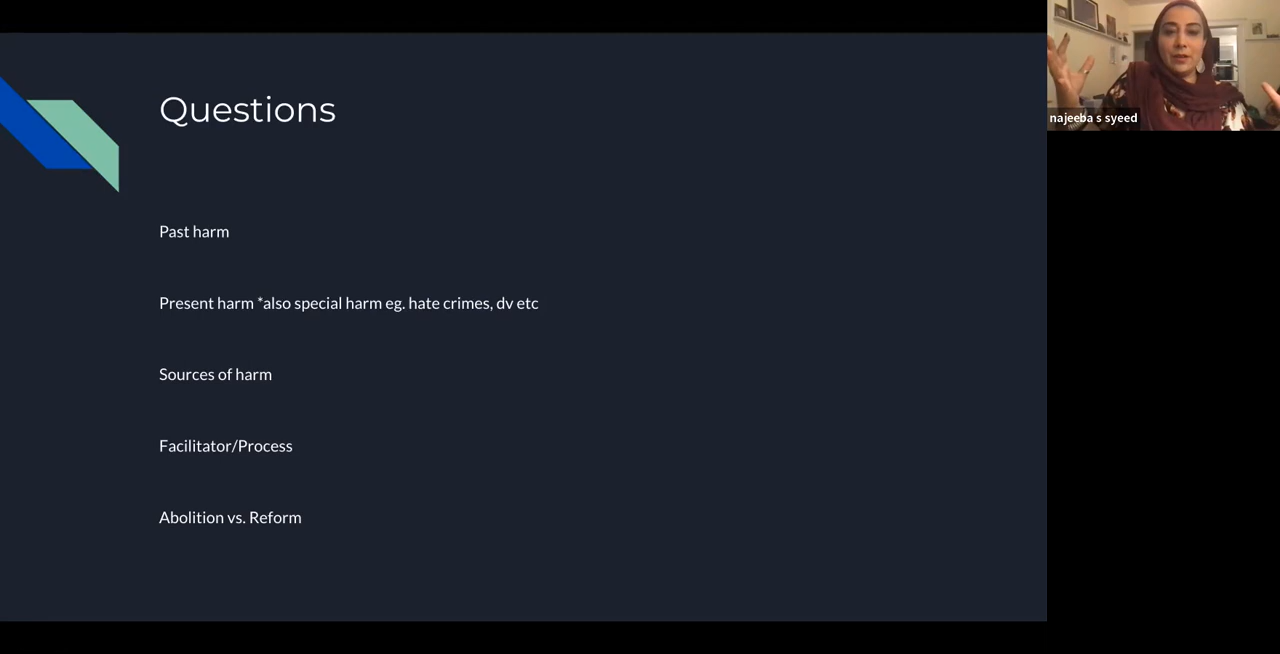 Questions
Past harm
Present harm *also special harm eg. hate crimes, dv etc
Sources of harm
Facilitator/Process
Abolition vs. Reform
najeeba s syeed